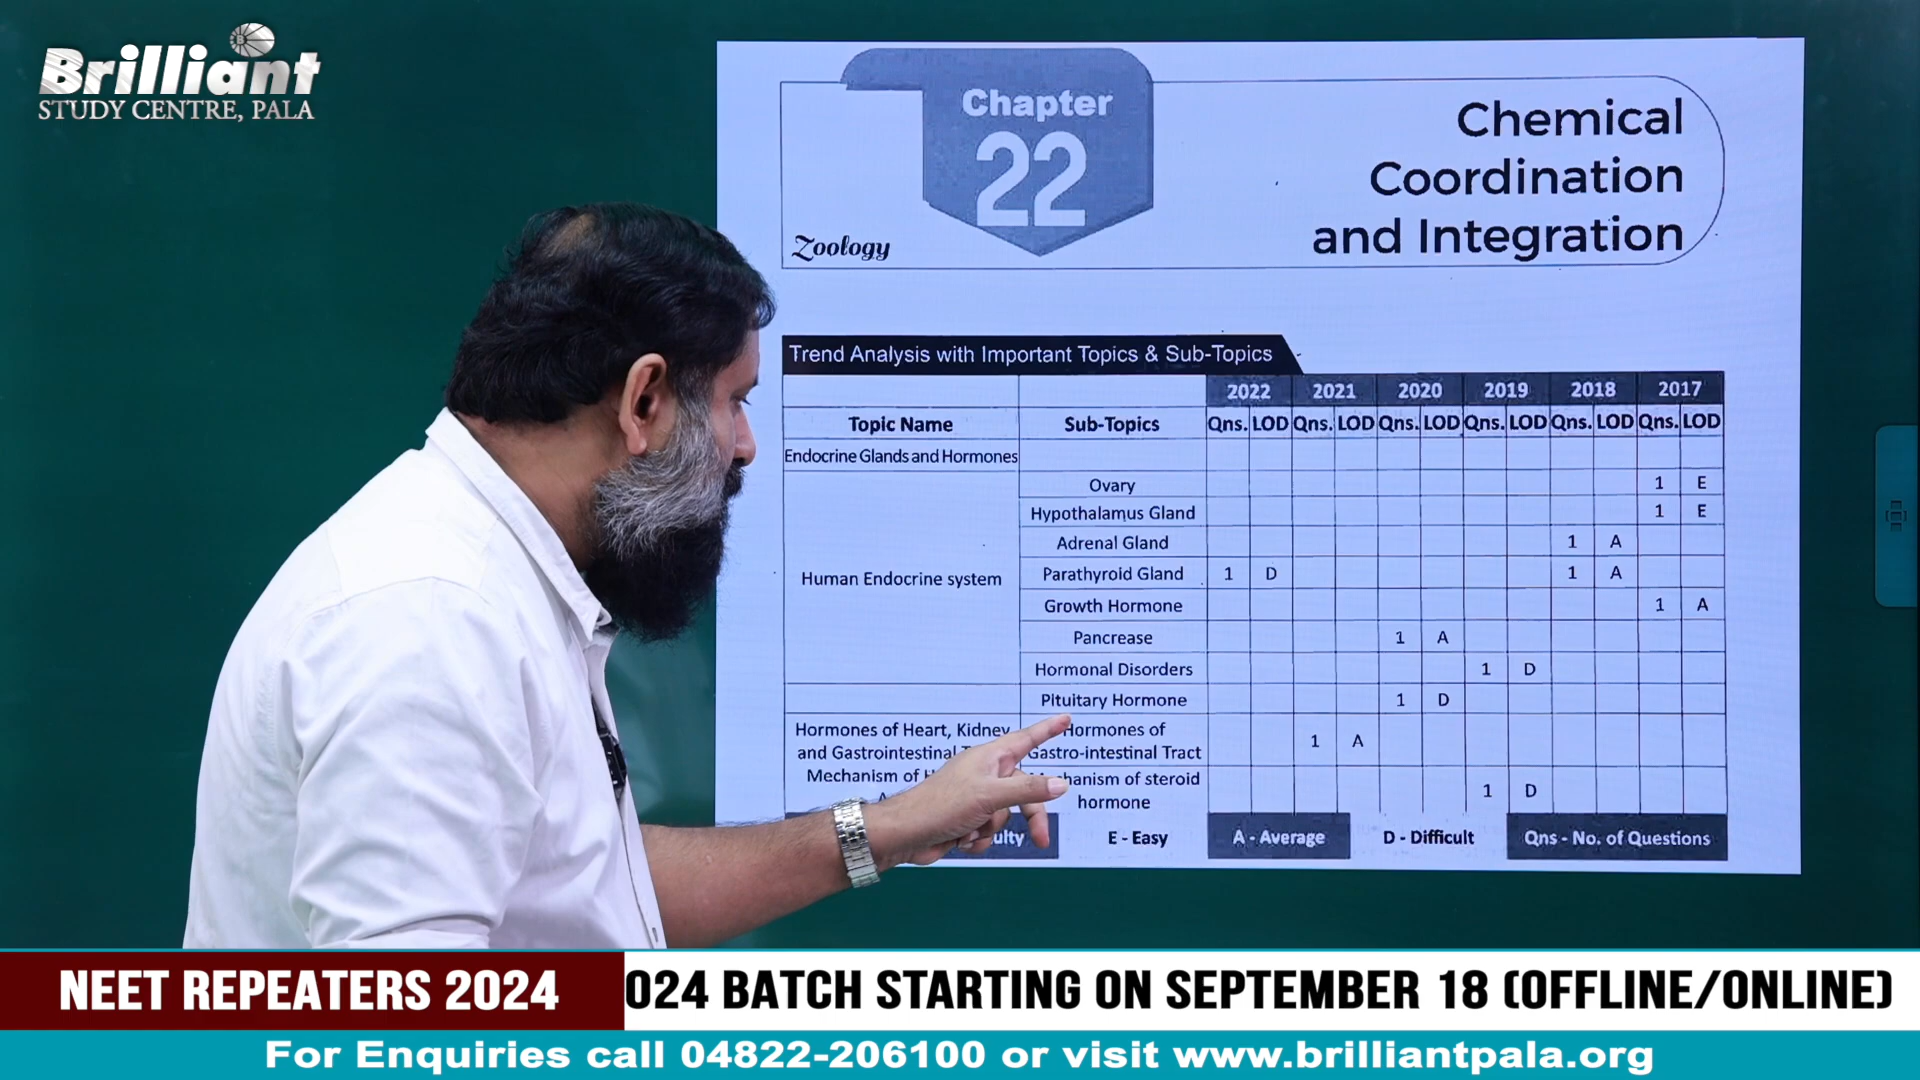 Brilliant
STUDY CENTRE, PALA
Chapter
22
Zoology
Chemical
Coordination
and Integration
Trend Analysis with Important Topics & Sub-Topics
2022 2021 2020 2019 2018 2017
Topic Name Sub-Topics Qns. LOD Qns. LOD Qns. LOD Qns. LOD Qns. LOD Qns. LOD
Endocrine Glands and Hormones
Human Endocrine system
Ovary 1 E
Hypothalamus Gland 1 E
Adrenal Gland 1 A
Parathyroid Gland 1 D 1 A
Growth Hormone 1 A
Pancrease 1 A
Hormonal Disorders 1 D
Pituitary Hormone 1 D
Hormones of Heart, Kidney
and Gastrointestinal
Hormones of
Gastro-intestinal Tract 1 A
Mechanism of
of steroid
hormone 1 D
E - Easy A - Average D - Difficult Qns - No. of Questions
NEET REPEATERS 2024 024 BATCH STARTING ON SEPTEMBER 18 (OFFLINE/ONLINE)
For Enquiries call 04822-206100 or visit www.brilliantpala.org